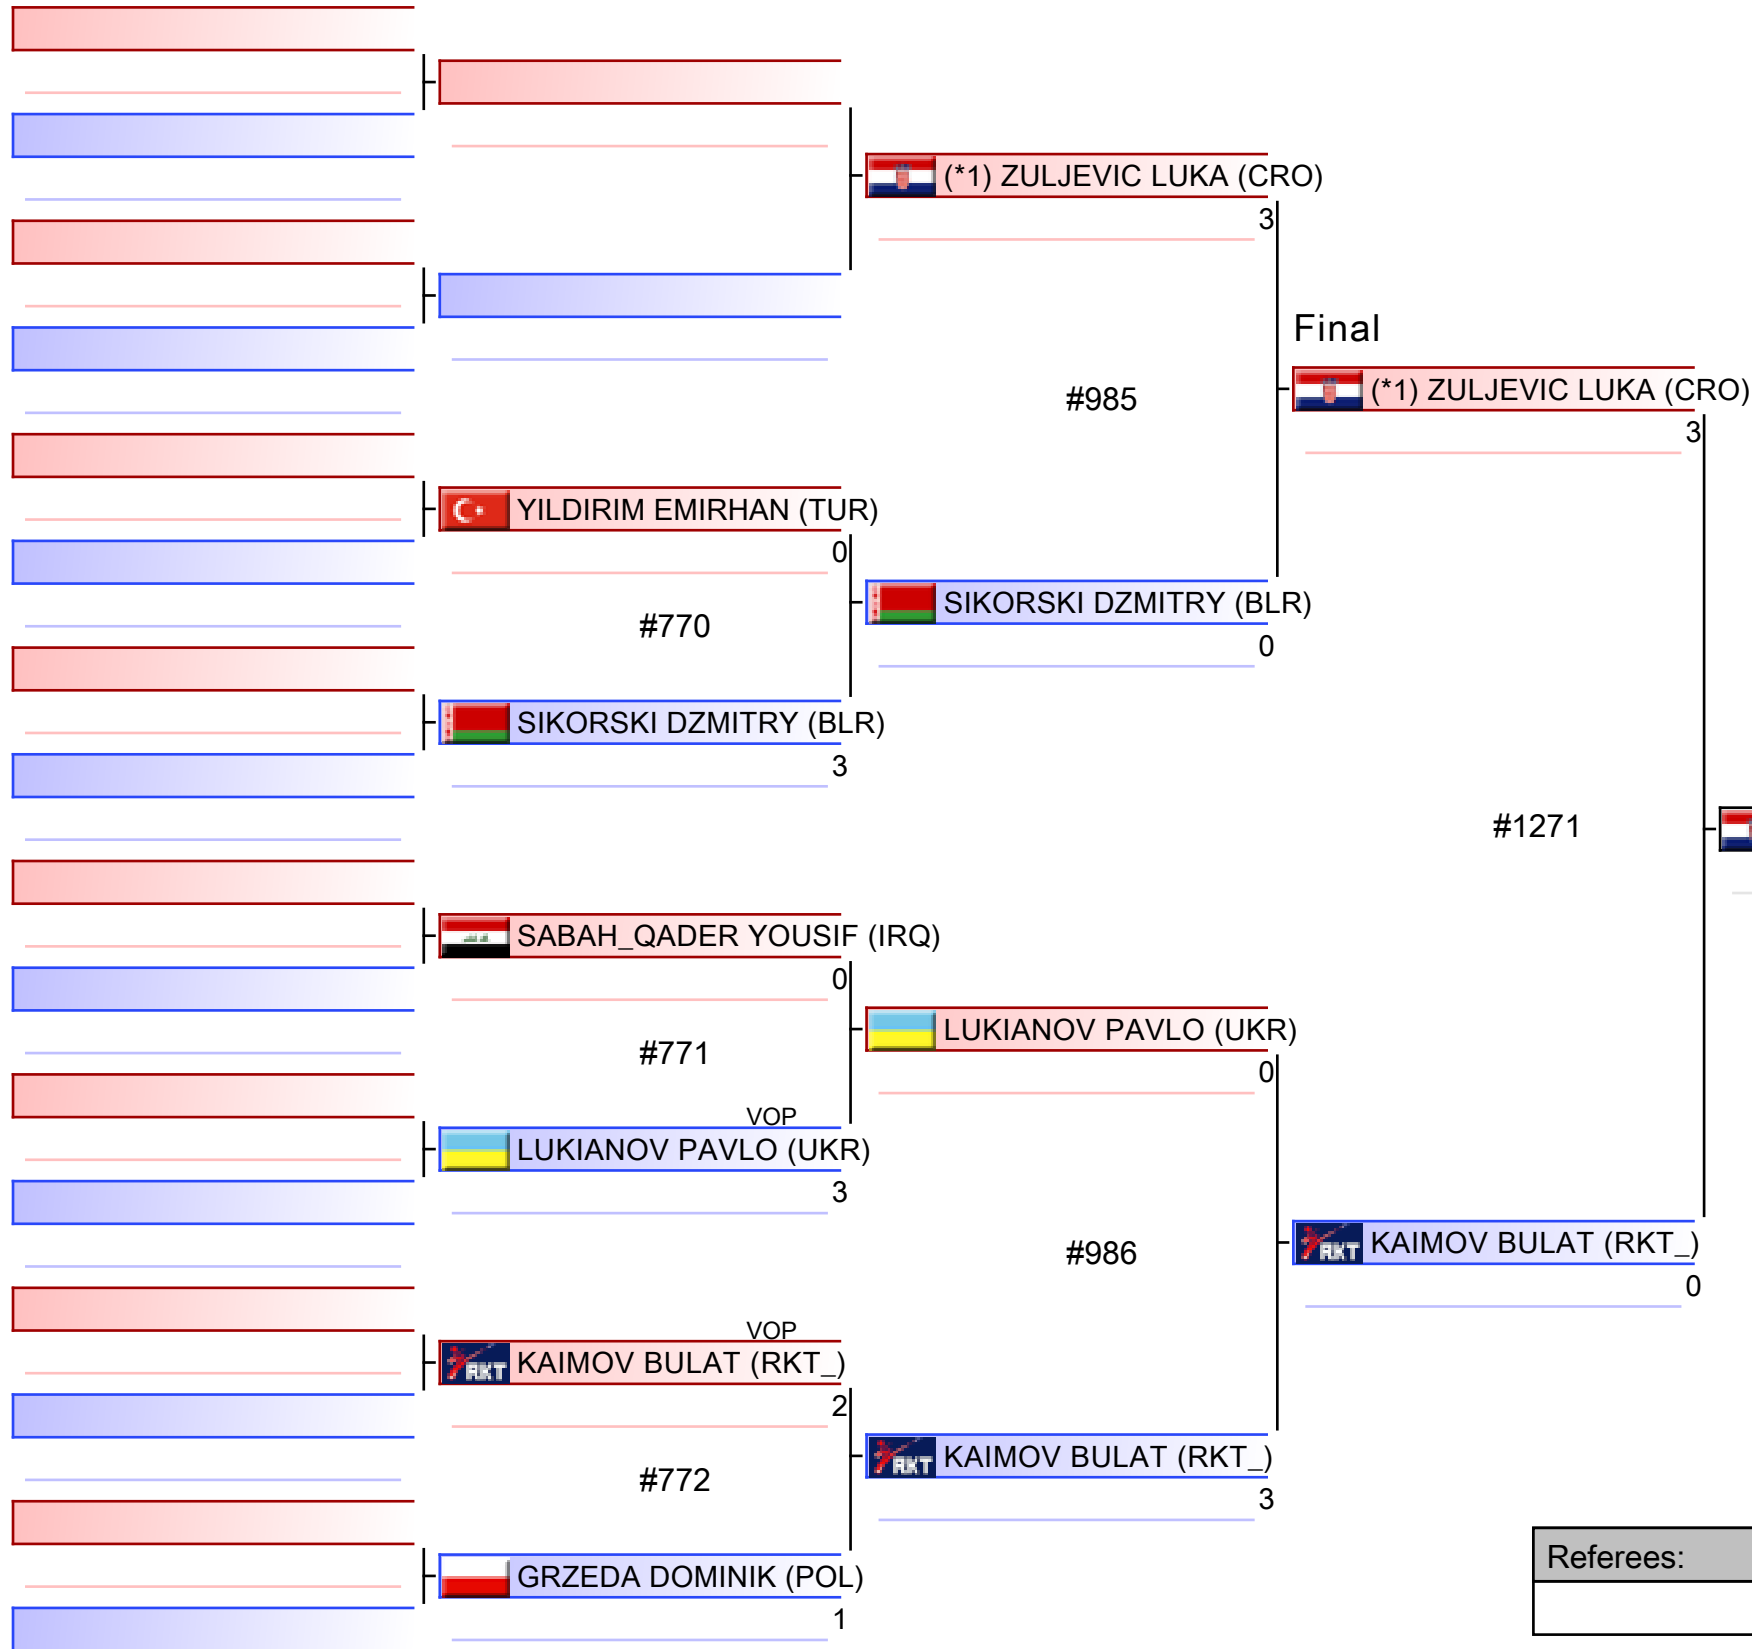 (*1) ZULJEVIC LUKA (CRO)
3
Final
#985
(*1) ZULJEVIC LUKA (CRO)
3
YILDIRIM EMIRHAN (TUR)
0
SIKORSKI DZMITRY (BLR)
#770
0
SIKORSKI DZMITRY (BLR)
3
#1271
SABAH_QADER YOUSIF (IRQ)
0
LUKIANOV PAVLO (UKR)
#771
0
VOP
LUKIANOV PAVLO (UKR)
3
#986
KAIMOV BULAT (RKT_)
0
VOP
RKT KAIMOV BULAT (RKT_)
2
RKT KAIMOV BULAT (RKT_)
#772
3
Referees:
GRZEDA DOMINIK (POL)
1